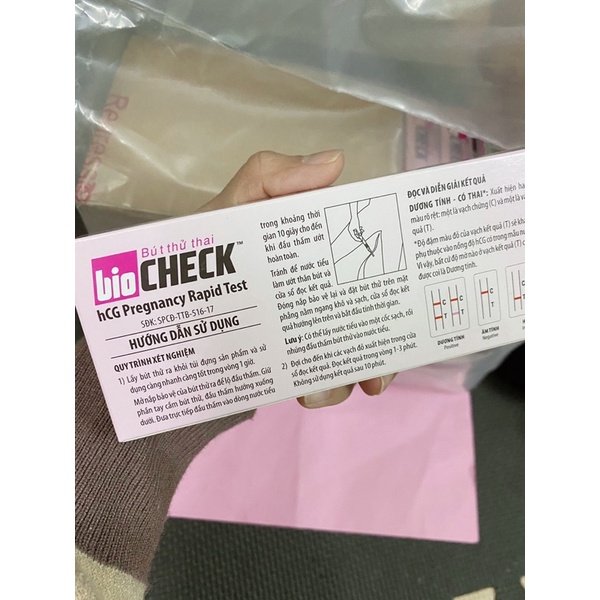 Bút thử thai
bio CHECK™
hCG Pregnancy Rapid Test
SĐK: SPCĐ-TTB-516-17
HƯỚNG DẪN SỬ DỤNG
QUY TRÌNH XÉT NGHIỆM
1) Lấy bút thử ra khỏi túi đựng sản phẩm và sử
dụng càng nhanh càng tốt trong vòng 1 giờ.
Mở nắp bảo vệ của bút thử ra để lộ đầu thấm. Giữ
phần tay cầm bút thử, đầu thấm hướng xuống
dưới. Đưa trực tiếp đầu thấm vào dòng nước tiểu
trong khoảng thời
gian 10 giây cho đến
khi đầu thấm ướt
hoàn toàn.
Tránh để nước tiểu
làm ướt thân bút và
cửa sổ đọc kết quả.
Đóng nắp bảo vệ lại và đặt bút thử trên mặt
phẳng nằm ngang khô và sạch, cửa sổ đọc kết
quả hướng lên trên và bắt đầu tính thời gian.
Lưu ý: Có thể lấy nước tiểu vào một cốc sạch, rồi
nhúng đầu thấm của bút thử vào nước tiểu.
2) Đợi cho đến khi các vạch đỏ xuất hiện trong cửa
sổ đọc kết quả. Đọc kết quả trong vòng 1-3 phút.
Không sử dụng kết quả sau 10 phút.
ĐỌC VÀ DIỄN GIẢI KẾT QUẢ
DƯƠNG TÍNH - CÓ THAI*: Xuất hiện ha
màu rõ rệt: một là vạch chứng (C) và một là vạ
quả (T).
*Độ đậm màu đỏ của vạch kết quả (T) sẽ kh
phụ thuộc vào nồng độ hCG có trong mẫu nư
Vì vậy, bất cứ độ mờ nào ở vạch kết quả (T) c
được coi là Dương tính.
C
T
C
T
C
T
C
T
DƯƠNG TÍNH
Positive
ÂM TÍNH
Negative